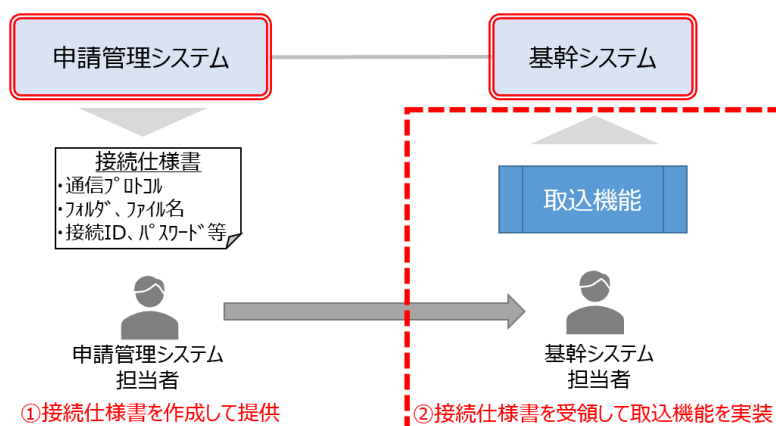 申請管理システム
基幹システム
接続仕様書
・通信ﾌﾟﾛﾄｺﾙ
・ﾌｫﾙﾀﾞ、ﾌｧｲﾙ名
・接続ID、ﾊﾟｽﾜｰﾄﾞ等
取込機能
申請管理システム
担当者
基幹システム
担当者
①接続仕様書を作成して提供
②接続仕様書を受領して取込機能を実装